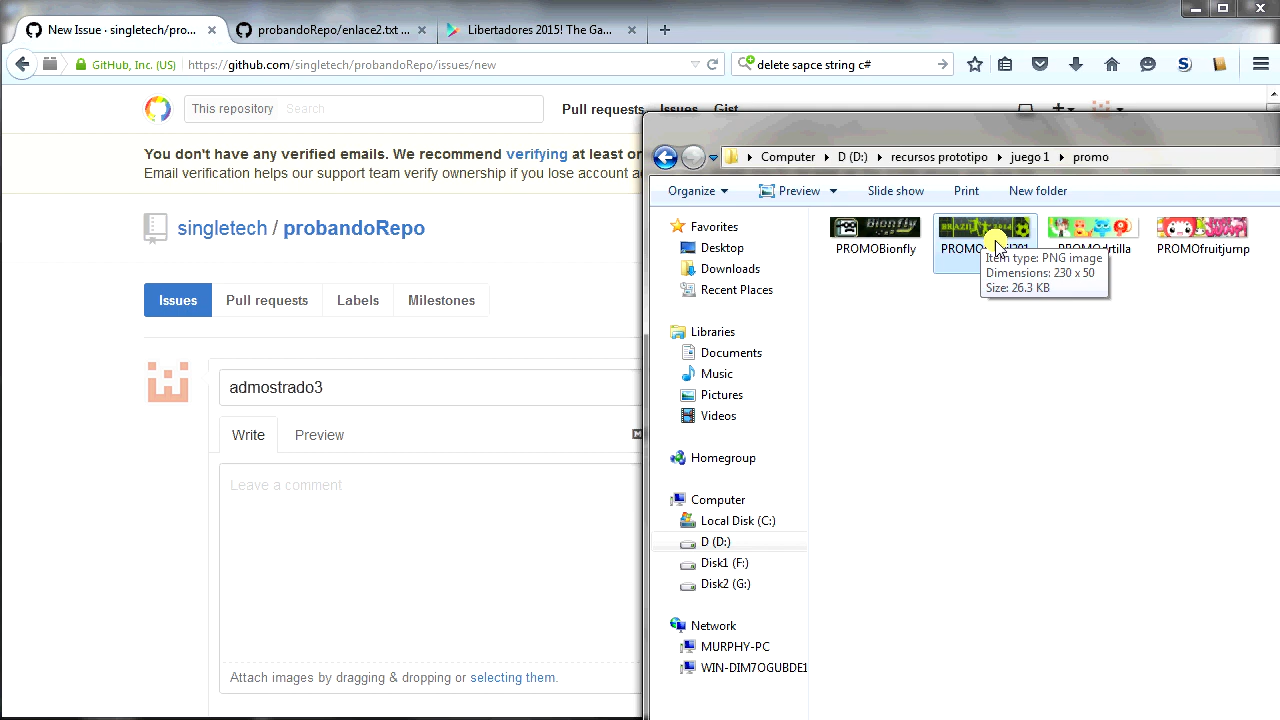 New Issue · singletech/pro...
probandoRepo/enlace2.txt ...
Libertadores 2015! The Ga...
GitHub, Inc. (US)
https://github.com/singletech/probandoRepo/issues/new
delete sapce string c#
This repository
Search
Pull requests
Issues
Gist
You don't have any verified emails. We recommend verifying at least or
Email verification helps our support team verify ownership if you lose account a
singletech / probandoRepo
Issues
Pull requests
Labels
Milestones
admostrado3
Write
Preview
Leave a comment
Attach images by dragging & dropping or selecting them.
Computer
D (D:)
recursos prototipo
juego 1
promo
Organize
Preview
Slide show
Print
New folder
Favorites
Desktop
Downloads
Recent Places
Libraries
Documents
Music
Pictures
Videos
Homegroup
Computer
Local Disk (C:)
D (D:)
Disk1 (F:)
Disk2 (G:)
Network
MURPHY-PC
WIN-DIM7OGUBDE1
Bionfly
PROMOBionfly
BRAZIL
PROMOfruitjump
Item type: PNG image
Dimensions: 230 x 50
Size: 26.3 KB